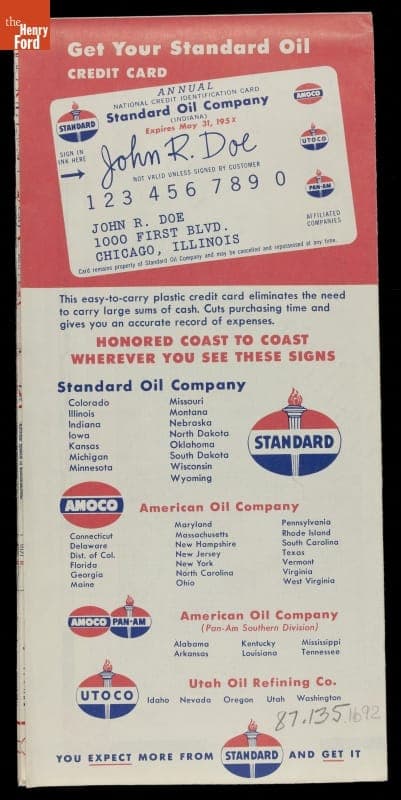 the
Henry
Ford
Get Your Standard Oil
CREDIT CARD
ANNUAL
NATIONAL CREDIT IDENTIFICATION CARD
Standard Oil Company
(INDIANA)
Expires May 31, 195X
STANDARD
AMOCO
SIGN IN
INK HERE
John R. Doe
UTOCO
NOT VALID UNLESS SIGNED BY CUSTOMER
123 456 7890
PAN-AM
JOHN R. DOE
1000 FIRST BLVD.
CHICAGO, ILLINOIS
AFFILIATED
COMPANIES
Card remains property of Standard Oil Company and may be cancelled and repossessed at any time.
This easy-to-carry plastic credit card eliminates the need
to carry large sums of cash. Cuts purchasing time and
gives you an accurate record of expenses.
HONORED COAST TO COAST
WHEREVER YOU SEE THESE SIGNS
Standard Oil Company
Colorado
Illinois
Indiana
Iowa
Kansas
Michigan
Minnesota
Missouri
Montana
Nebraska
North Dakota
Oklahoma
South Dakota
Wisconsin
Wyoming
STANDARD
AMOCO
American Oil Company
Connecticut
Delaware
Dist. of Col.
Florida
Georgia
Maine
Maryland
Massachusetts
New Hampshire
New Jersey
New York
North Carolina
Ohio
Pennsylvania
Rhode Island
South Carolina
Texas
Vermont
Virginia
West Virginia
AMOCO PAN-AM
American Oil Company
(Pan-Am Southern Division)
Alabama Kentucky Mississippi
Arkansas Louisiana Tennessee
UTOCO
Utah Oil Refining Co.
Idaho Nevada Oregon Utah Washington
87.135.1692
YOU EXPECT MORE FROM STANDARD AND GET IT